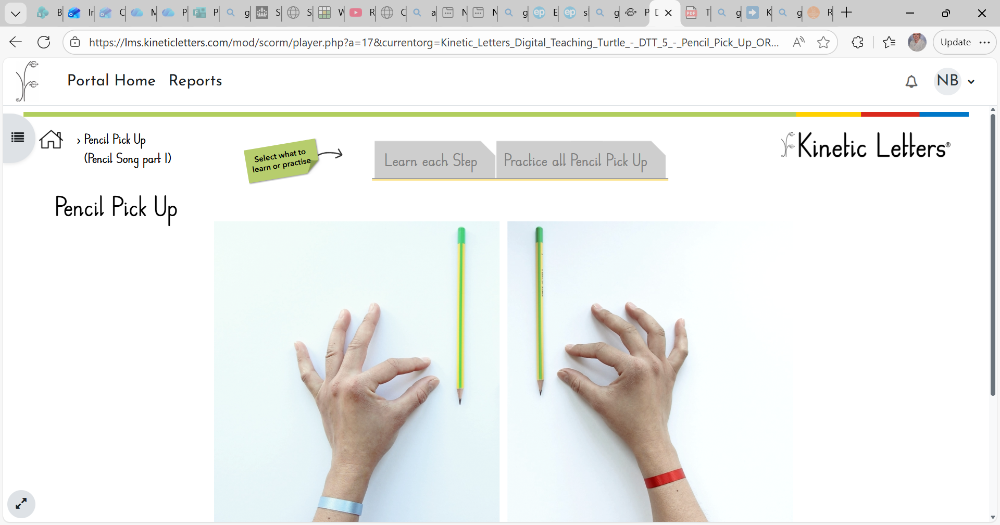 B
Ir
C
M
P
P
g
S
S
W
R
C
a
N
N
g
E
s
g
P
D
T
g
K
g
R
https://lms.kineticletters.com/mod/scorm/player.php?a=17&currentorg=Kinetic_Letters_Digital_Teaching_Turtle_-_DTT_5_-_Pencil_Pick_Up_OR...
Update
Portal Home Reports
NB
› Pencil Pick Up
(Pencil Song part 1)
Select what to
learn or practise
Learn each Step
Practice all Pencil Pick Up
Kinetic Letters®
Pencil Pick Up